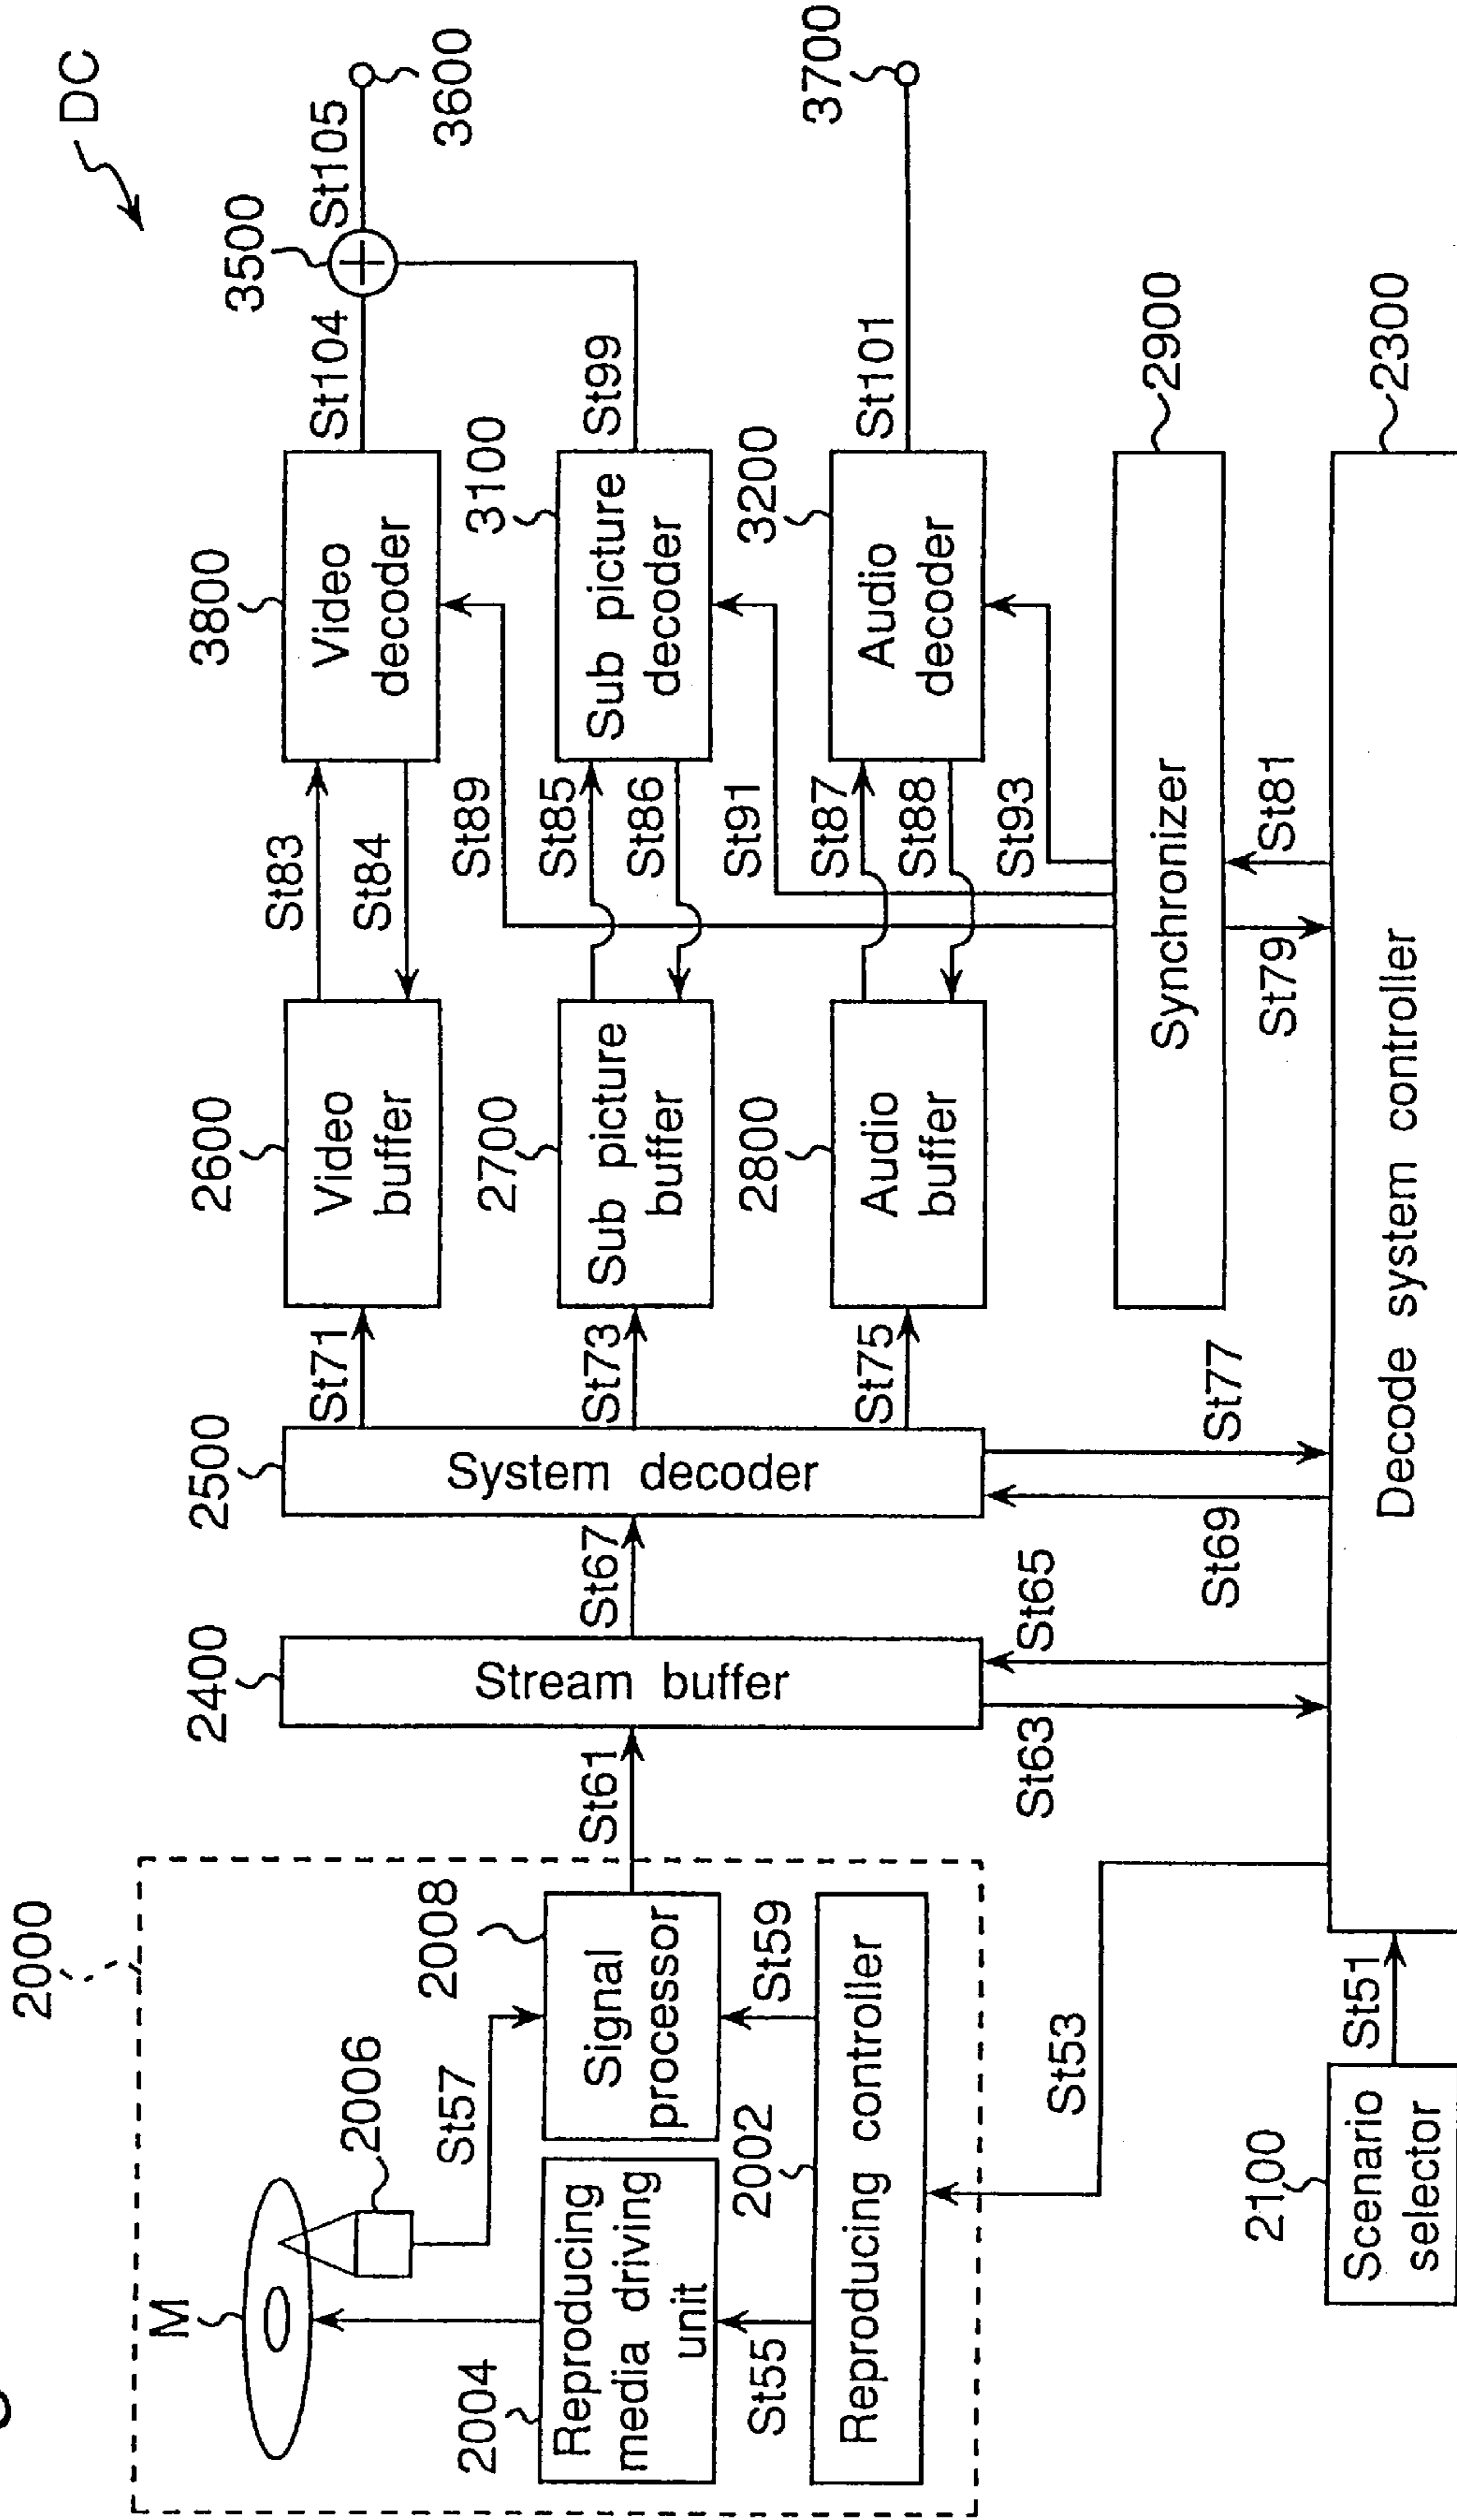 DC
2000
M
2006
St57
2008
Signal
processor
St59
2004
Reproducing
media driving
unit
St55
2002
Reproducing controller
St53
2100
Scenario
selector
St51
St61
2400
Stream buffer
St63
St65
St67
2500
System decoder
St69
St77
St71
St73
St75
2600
Video
buffer
2700
Sub picture
buffer
2800
Audio
buffer
St83
St84
St89
St85
St86
St91
St87
St88
St93
3800
Video
decoder
3100
Sub picture
decoder
3200
Audio
decoder
St104
3500
St105
3600
St99
St101
3700
Synchronizer
2900
St79
St81
Decode system controller
2300